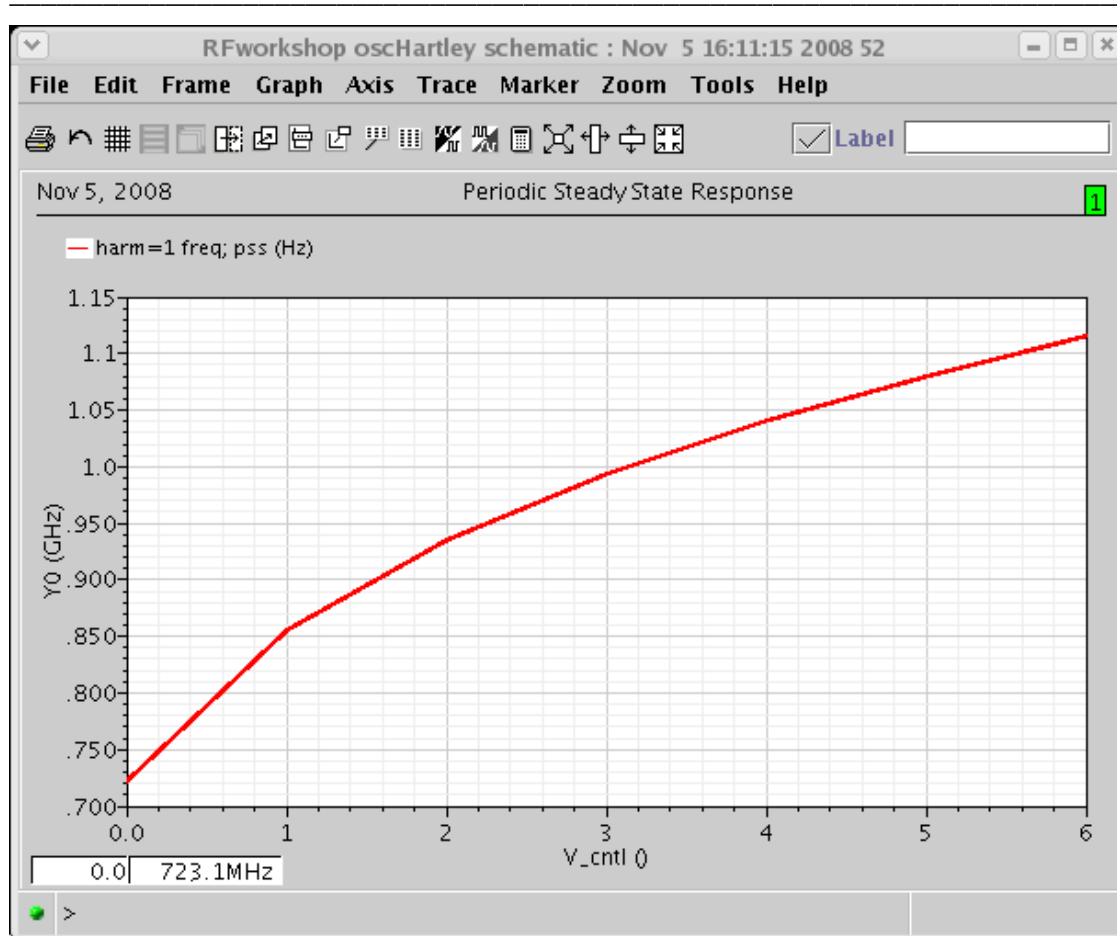 RFworkshop oscHartley schematic : Nov 5 16:11:15 2008 52
File Edit Frame Graph Axis Trace Marker Zoom Tools Help
Label
Nov 5, 2008 Periodic Steady State Response 1
harm=1 freq; pss (Hz)
1.15
1.1
1.05
1.0
.950
.900
.850
.800
.750
.700
Y0 (GHz)
0.0 1 2 3 4 5 6
V_cntl ()
0.0 723.1MHz
>